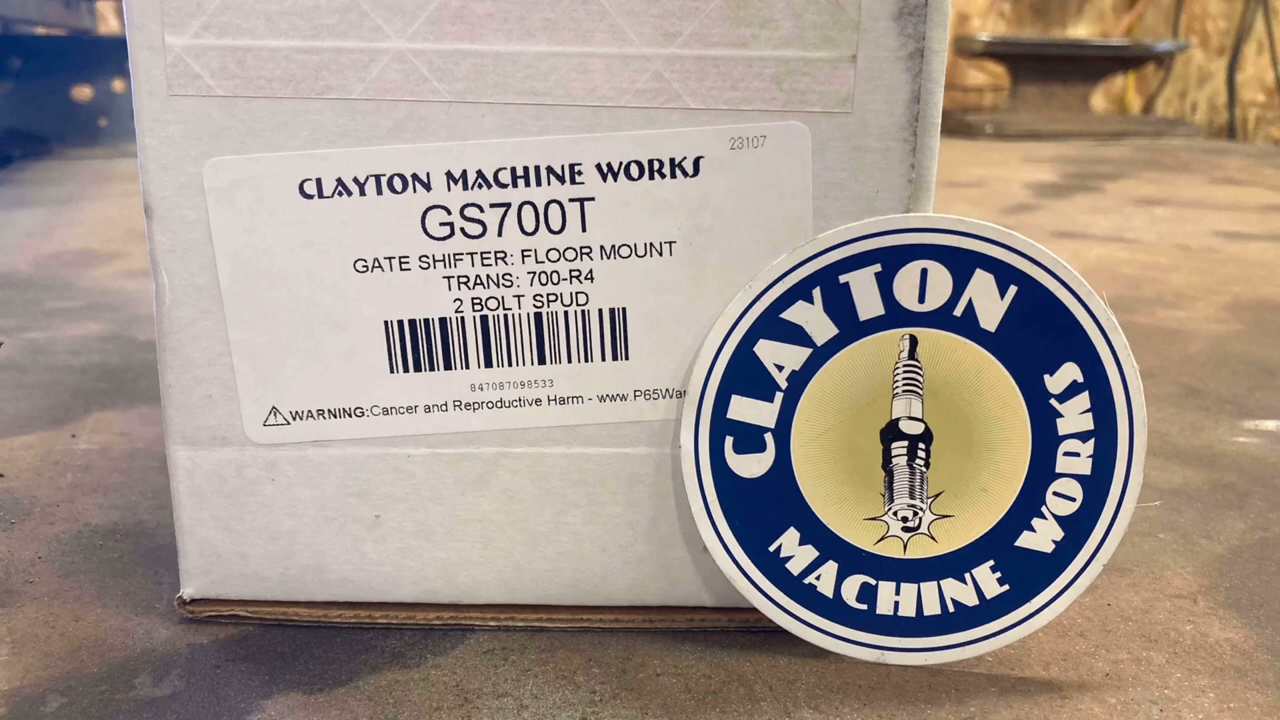 23107
CLAYTON MACHINE WORKS
GS700T
GATE SHIFTER: FLOOR MOUNT
TRANS: 700-R4
2 BOLT SPUD
847087098533
WARNING:Cancer and Reproductive Harm - www.P65War
CLAYTON
MACHINE WORKS